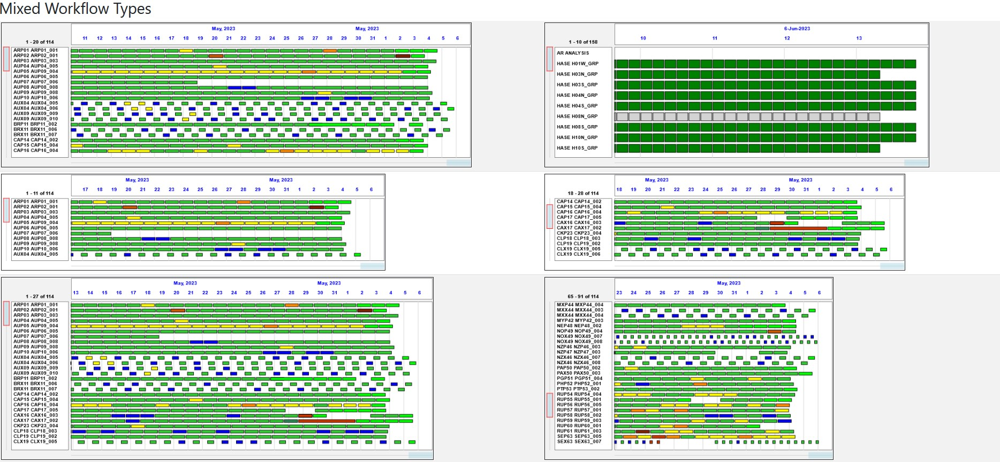 Mixed Workflow Types
May, 2023 May, 2023
11 12 13 14 15 16 17 18 19 20 21 22 23 24 25 26 27 28 29 30 31 1 2 3 4 5 6
1 - 20 of 114
ARP01 ARP01_001
ARP02 ARP02_001
ARP03 ARP03_003
AUP04 AUP04_005
AUP05 AUP09_004
AUP06 AUP06_005
AUP07 AUP07_006
AUP08 AUP08_008
AUP09 AUP09_008
AUP10 AUP10_006
AUX04 AUX04_005
AUX04 AUX04_006
AUX09 AUX09_009
AUX09 AUX09_010
BRP11 BRP11_002
BRX11 BRX11_006
BRX11 BRX11_007
CAP14 CAP14_002
CAP15 CAP15_004
CAP16 CAP16_004
6-Jun-2023
10 11 12 13
1 - 10 of 158
AR ANALYSIS
HASE H01W_GRP
HASE H03N_GRP
HASE H03S_GRP
HASE H04N_GRP
HASE H04S_GRP
HASE H08N_GRP
HASE H08S_GRP
HASE H10N_GRP
HASE H10S_GRP
May, 2023 May, 2023
17 18 19 20 21 22 23 24 25 26 27 28 29 30 31 1 2 3 4 5 6
1 - 11 of 114
ARP01 ARP01_001
ARP02 ARP02_001
ARP03 ARP03_003
AUP04 AUP04_005
AUP05 AUP09_004
AUP06 AUP06_005
AUP07 AUP07_006
AUP08 AUP08_008
AUP09 AUP09_008
AUP10 AUP10_006
AUX04 AUX04_005
May, 2023 May, 2023
18 19 20 21 22 23 24 25 26 27 28 29 30 31 1 2 3 4 5 6
18 - 28 of 114
CAP14 CAP14_002
CAP15 CAP15_004
CAP16 CAP16_004
CAP17 CAP17_005
CAX16 CAX16_003
CAX17 CAX17_002
CKP23 CKP23_004
CLP18 CLP18_003
CLP19 CLP19_002
CLX19 CLX19_005
CLX19 CLX19_006
May, 2023 May, 2023
13 14 15 16 17 18 19 20 21 22 23 24 25 26 27 28 29 30 31 1 2 3 4 5 6
1 - 27 of 114
ARP01 ARP01_001
ARP02 ARP02_001
ARP03 ARP03_003
AUP04 AUP04_005
AUP05 AUP09_004
AUP06 AUP06_005
AUP07 AUP07_006
AUP08 AUP08_008
AUP09 AUP09_008
AUP10 AUP10_006
AUX04 AUX04_005
AUX04 AUX04_006
AUX09 AUX09_009
AUX09 AUX09_010
BRP11 BRP11_002
BRX11 BRX11_006
BRX11 BRX11_007
CAP14 CAP14_002
CAP15 CAP15_004
CAP16 CAP16_004
CAP17 CAP17_005
CAX16 CAX16_003
CAX17 CAX17_002
CKP23 CKP23_004
CLP18 CLP18_003
CLP19 CLP19_002
CLX19 CLX19_005
May, 2023
23 24 25 26 27 28 29 30 31 1 2 3 4 5 6
65 - 91 of 114
MXP44 MXP44_004
MXX44 MXX44_003
MXX44 MXX44_004
MYP42 MYP42_003
NEP48 NEP48_002
NOP49 NOP49_004
NOX49 NOX49_007
NOX49 NOX49_008
NZP46 NZP46_003
NZP47 NZP47_003
NZX46 NZX46_007
NZX46 NZX46_008
PAP50 PAP50_002
PAX50 PAX50_003
PGP51 PGP51_004
PHP52 PHP52_001
PTP53 PTP53_002
RUP54 RUP54_004
RUP55 RUP55_001
RUP56 RUP56_005
RUP57 RUP57_001
RUP58 RUP58_002
RUP59 RUP59_003
RUP60 RUP60_001
RUP61 RUP61_003
SEP63 SEP63_005
SEX63 SEX63_007